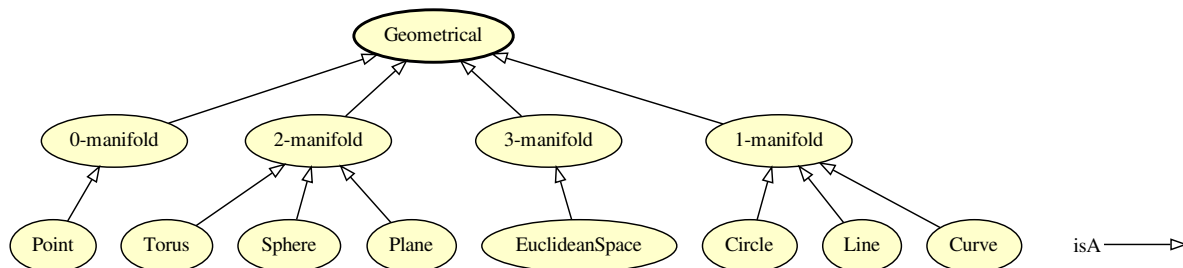 Geometrical
0-manifold 2-manifold 3-manifold 1-manifold
Point Torus Sphere Plane EuclideanSpace Circle Line Curve isA